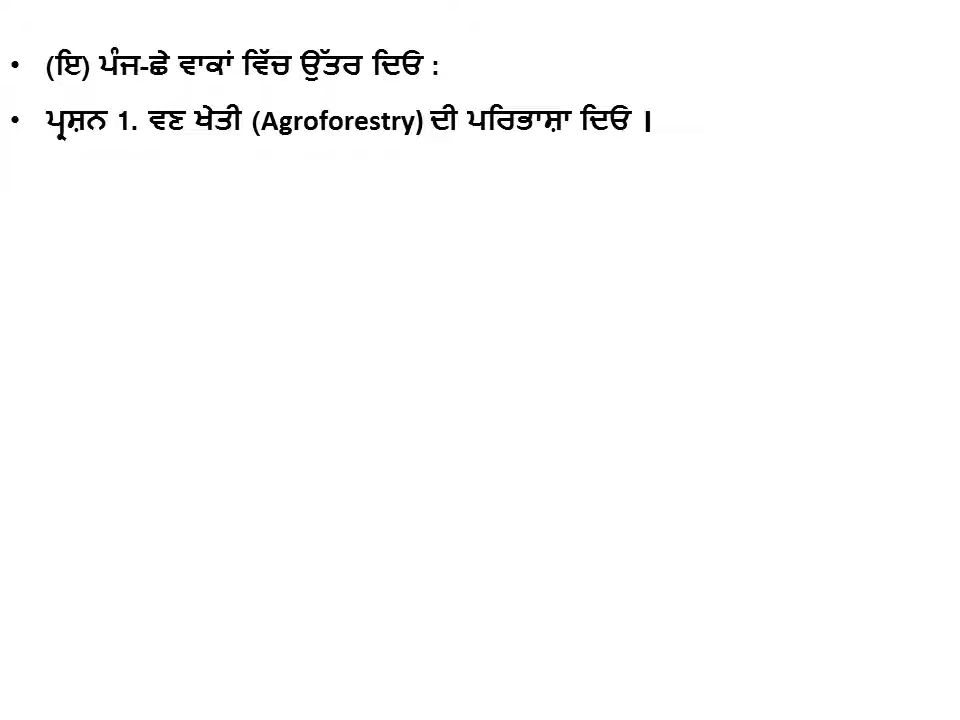 • (ਇ) ਪੰਜ-ਛੇ ਵਾਕਾਂ ਵਿੱਚ ਉੱਤਰ ਦਿਓ :
• ਪ੍ਰਸ਼ਨ 1. ਵਣ ਖੇਤੀ (Agroforestry) ਦੀ ਪਰਿਭਾਸ਼ਾ ਦਿਓ ।